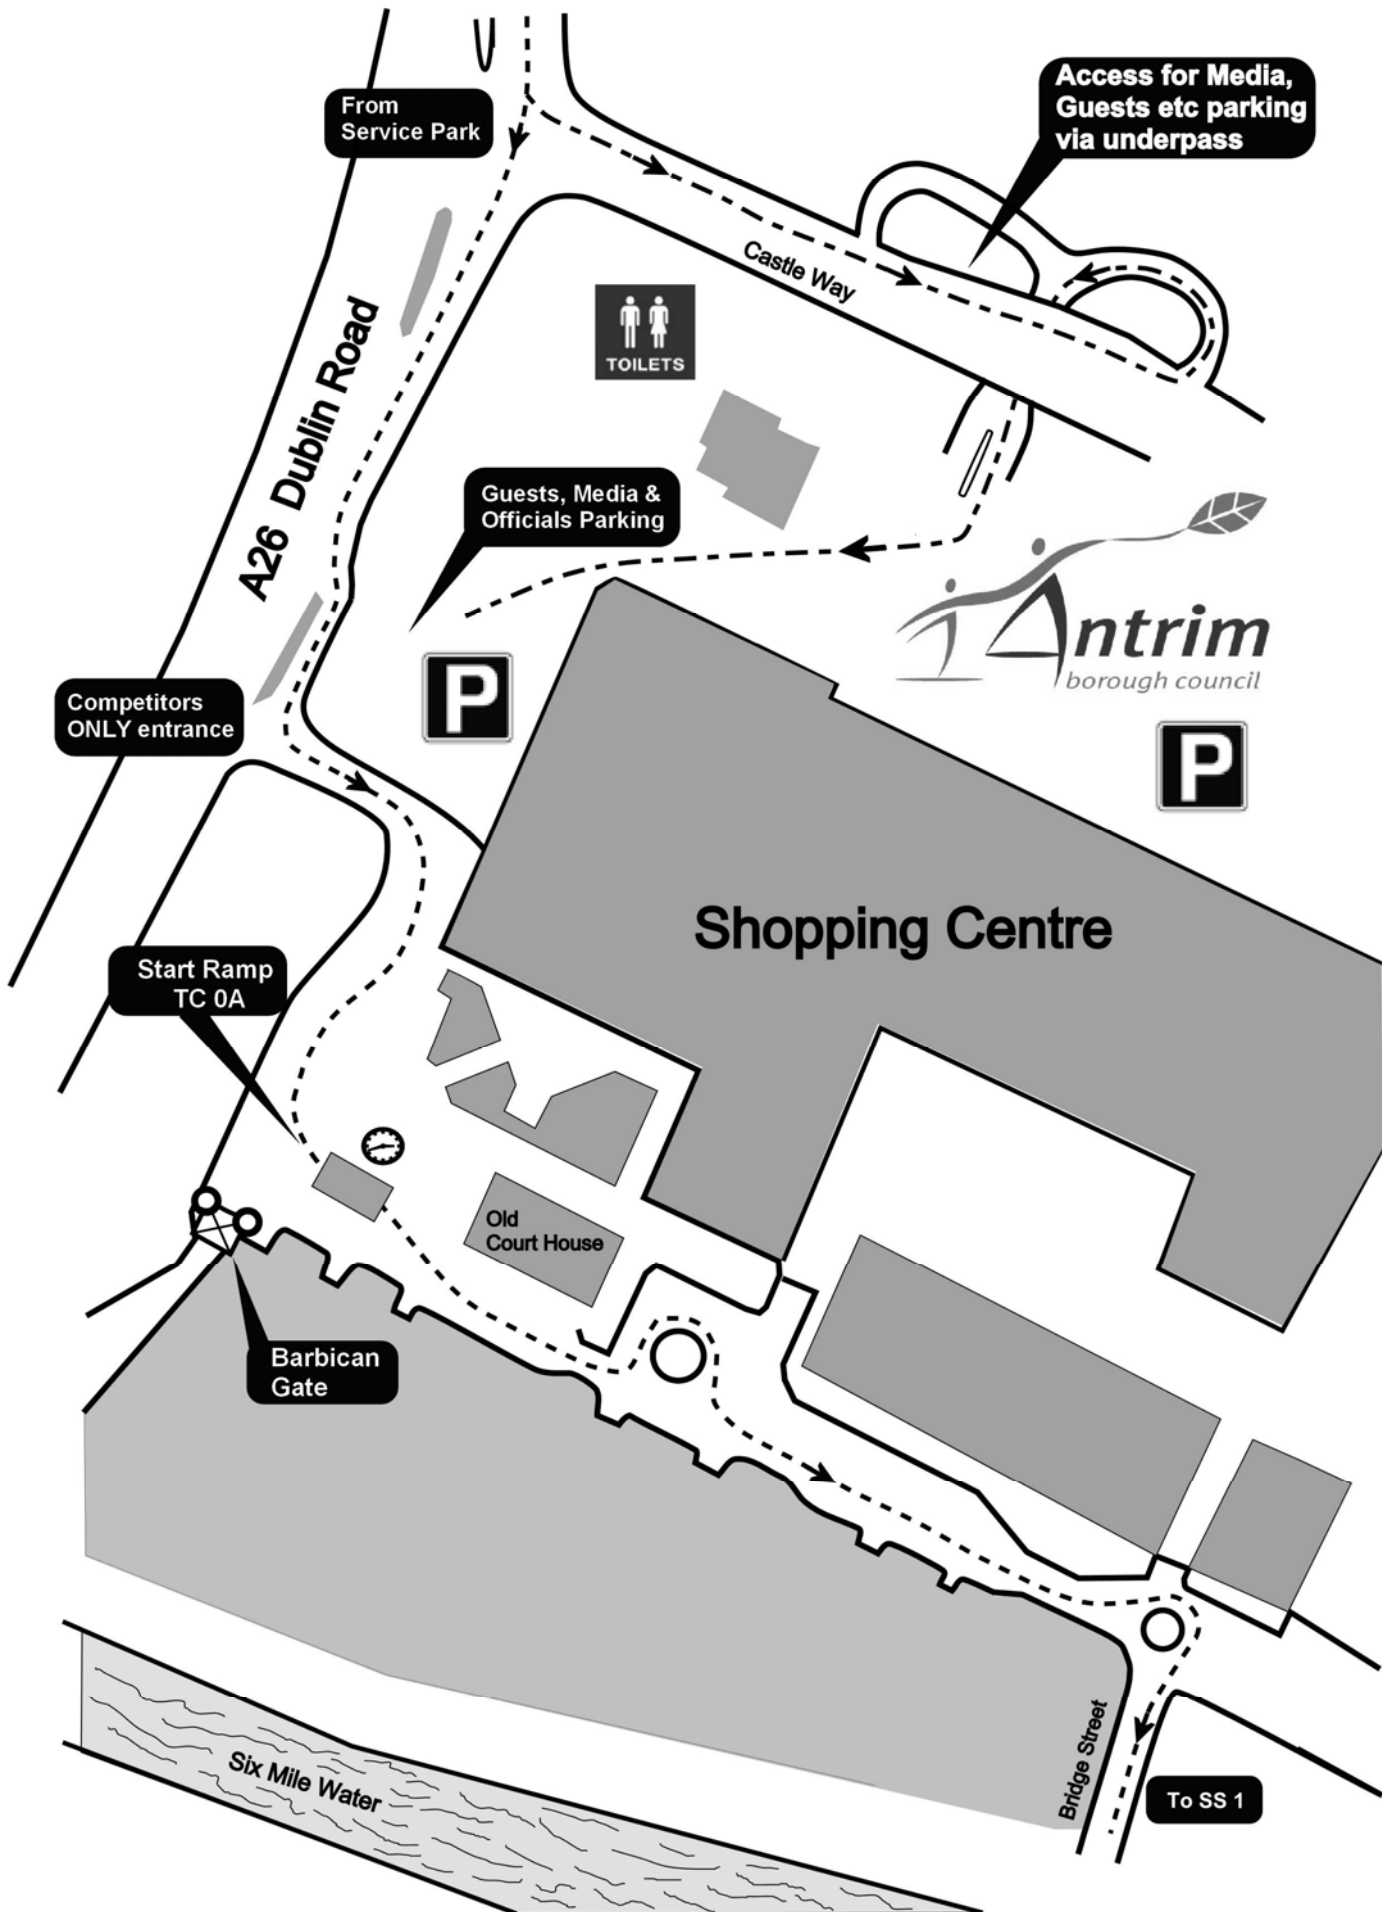 From
Service Park
Access for Media,
Guests etc parking
via underpass
Castle Way
TOILETS
A26 Dublin Road
Guests, Media &
Officials Parking
Antrim
borough council
P
Competitors
ONLY entrance
P
Shopping Centre
Start Ramp
TC 0A
Old
Court House
Barbican
Gate
Bridge Street
Six Mile Water
To SS 1